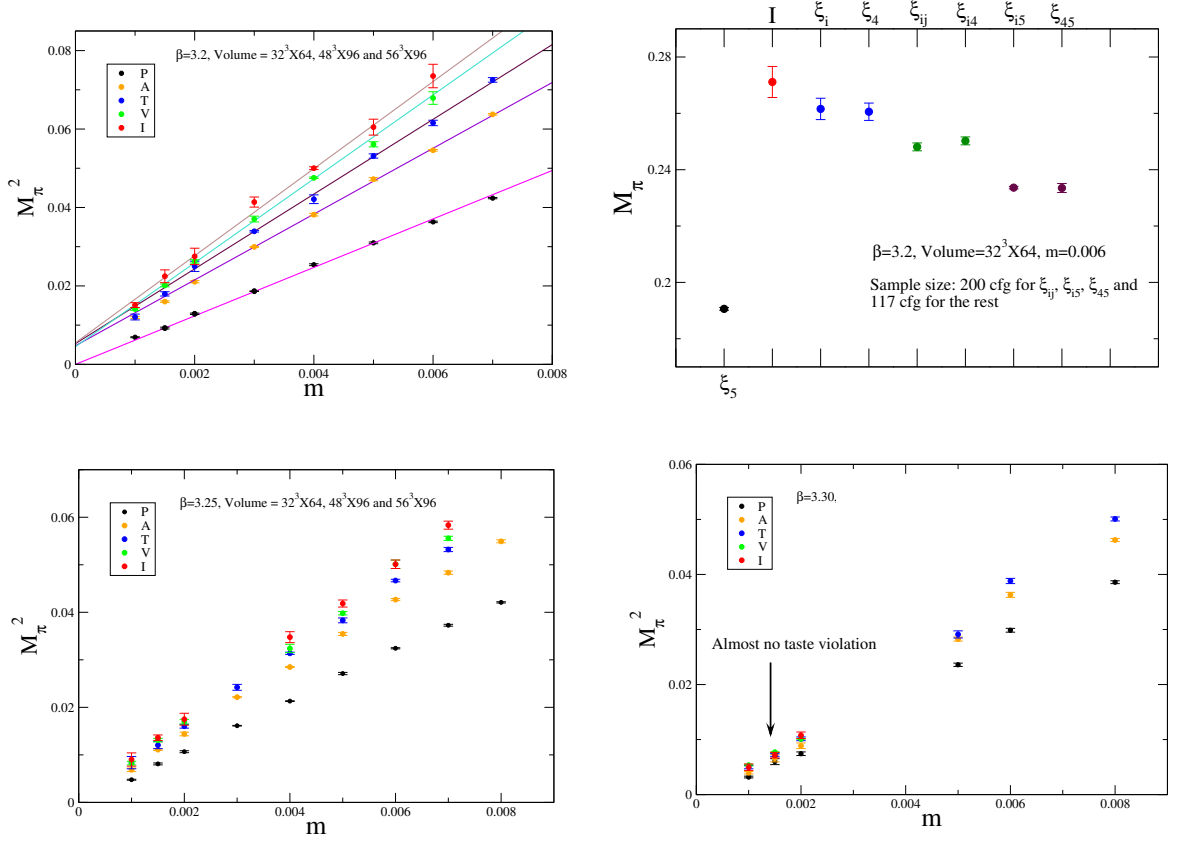 β=3.2, Volume = 32³X64, 48³X96 and 56³X96
P
A
T
V
I
M_π²
0.08
0.06
0.04
0.02
0
0 0.002 0.004 0.006 0.008
m
I ξ_i ξ_4 ξ_ij ξ_i4 ξ_i5 ξ_45
M_π
0.28
0.24
0.2
β=3.2, Volume=32³X64, m=0.006
Sample size: 200 cfg for ξ_ij, ξ_i5, ξ_45 and
117 cfg for the rest
ξ_5
β=3.25, Volume = 32³X64, 48³X96 and 56³X96
P
A
T
V
I
M_π²
0.06
0.04
0.02
0
0 0.002 0.004 0.006 0.008
m
β=3.30,
P
A
T
V
I
M_π²
0.06
0.04
0.02
0
Almost no taste violation
0 0.002 0.004 0.006 0.008
m